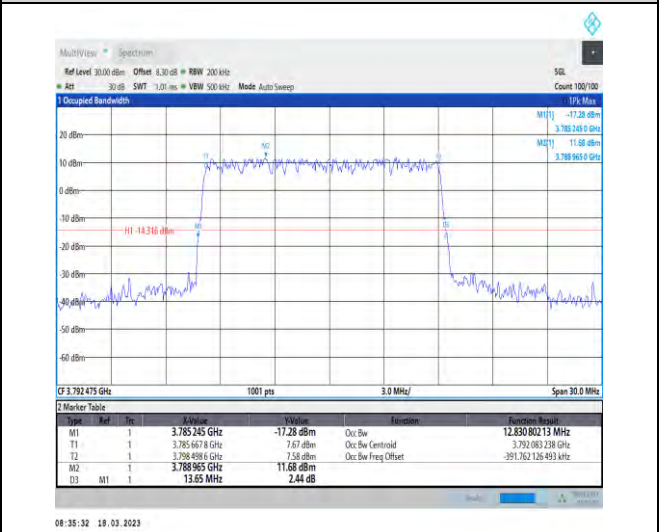 MultiView Spectrum
Ref Level 30.00 dBm Offset 8.30 dB RBW 200 kHz SGL
Att 30 dB SWT 1.01 ms VBW 500 kHz Mode Auto Sweep Count 100/100
1 Occupied Bandwidth 1Pk Max
M1[1] -17.28 dBm
3.785 245 0 GHz
M2[1] 11.68 dBm
3.788 965 0 GHz
20 dBm
T1 M2
10 dBm
0 dBm
-10 dBm
H1 -14.316 dBm
-20 dBm
-30 dBm
-40 dBm
-50 dBm
-60 dBm
CF 3.792 475 GHz 1001 pts 3.0 MHz/ Span 30.0 MHz
2 Marker Table
Type Ref Trc X-Value Y-Value Function Function Result
M1 1 3.785 245 GHz -17.28 dBm Occ Bw 12.830 802 13 MHz
T1 1 3.785 667 8 GHz 7.67 dBm Occ Bw Centroid 3.792 083 238 GHz
T2 1 3.798 498 6 GHz 7.58 dBm Occ Bw Freq Offset -391.762 126 493 kHz
M2 1 3.788 965 GHz 11.68 dBm
D3 M1 1 13.65 MHz 2.44 dB
08:35:32 18.03.2023